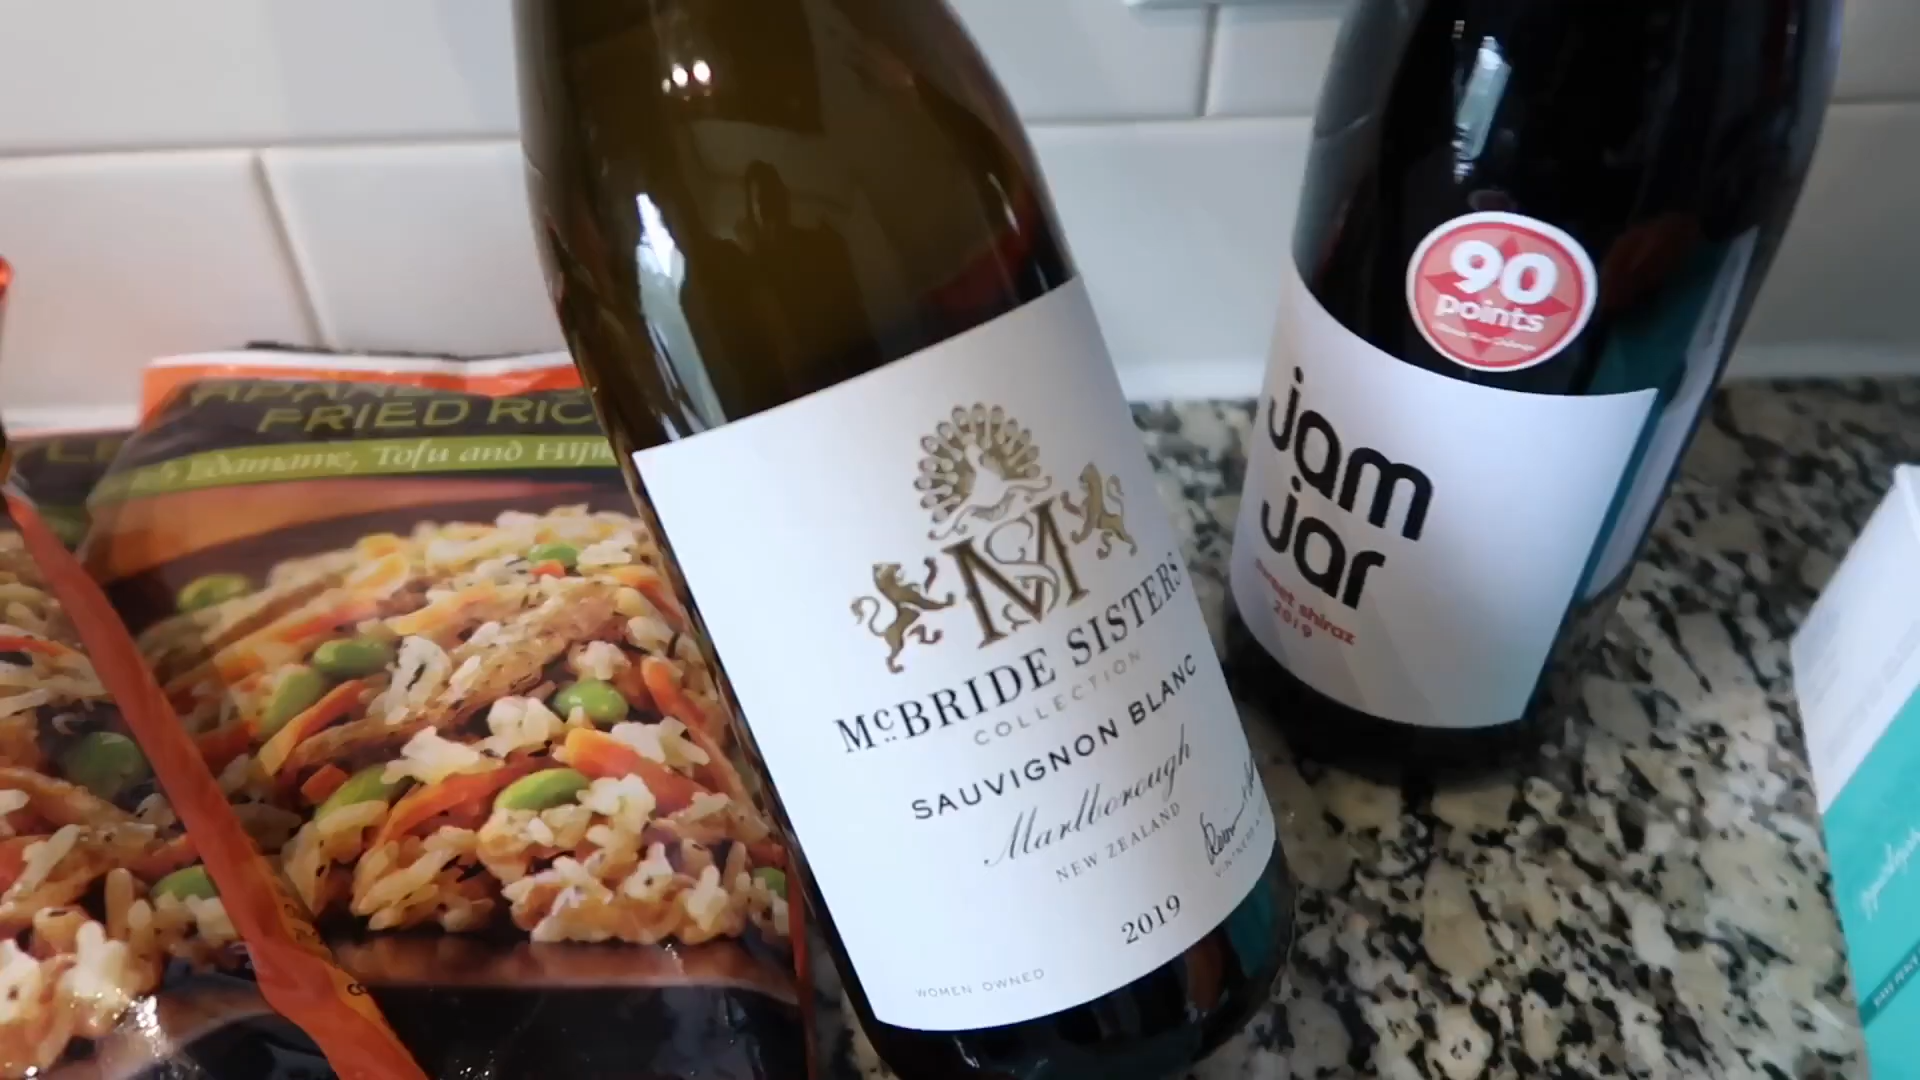 FRIED RIC
Edamame, Tofu and Hiji
M
McBRIDE SISTERS
COLLECTION
SAUVIGNON BLANC
Marlborough
NEW ZEALAND
2019
WOMEN OWNED
90
points
jam
jar
sweet shiraz
2019